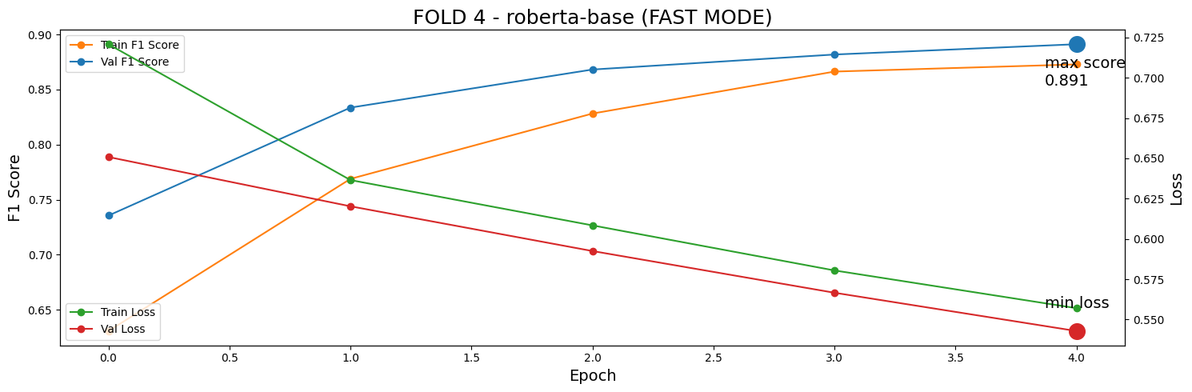 FOLD 4 - roberta-base (FAST MODE)
Train F1 Score
Val F1 Score
max score
0.891
min loss
Train Loss
Val Loss
F1 Score
0.90
0.85
0.80
0.75
0.70
0.65
0.725
0.700
0.675
0.650
0.625
0.600
0.575
0.550
Loss
0.0 0.5 1.0 1.5 2.0 2.5 3.0 3.5 4.0
Epoch